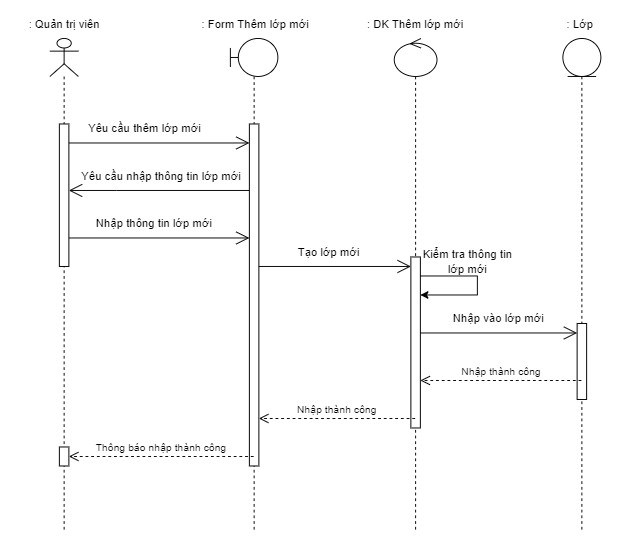 : Quản trị viên
: Form Thêm lớp mới
: DK Thêm lớp mới
: Lớp
Yêu cầu thêm lớp mới
Yêu cầu nhập thông tin lớp mới
Nhập thông tin lớp mới
Tạo lớp mới
Kiểm tra thông tin
lớp mới
Nhập vào lớp mới
Nhập thành công
Nhập thành công
Thông báo nhập thành công